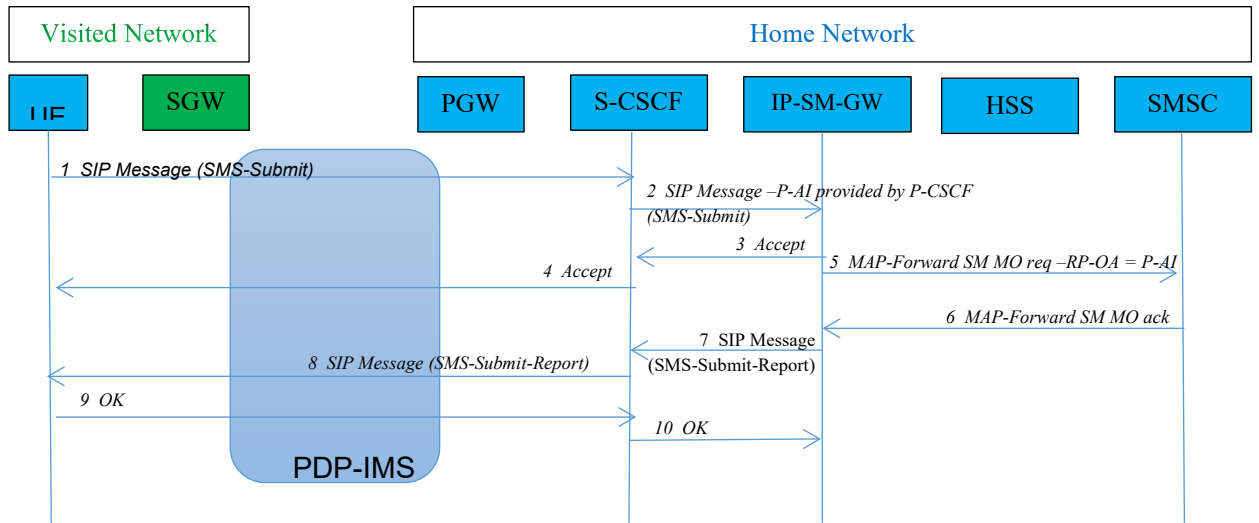 Visited Network
Home Network
UE
SGW
PGW
S-CSCF
IP-SM-GW
HSS
SMSC
1 SIP Message (SMS-Submit)
2 SIP Message –P-AI provided by P-CSCF
(SMS-Submit)
3 Accept
4 Accept
5 MAP-Forward SM MO req –RP-OA = P-AI
6 MAP-Forward SM MO ack
7 SIP Message
(SMS-Submit-Report)
8 SIP Message (SMS-Submit-Report)
9 OK
10 OK
PDP-IMS